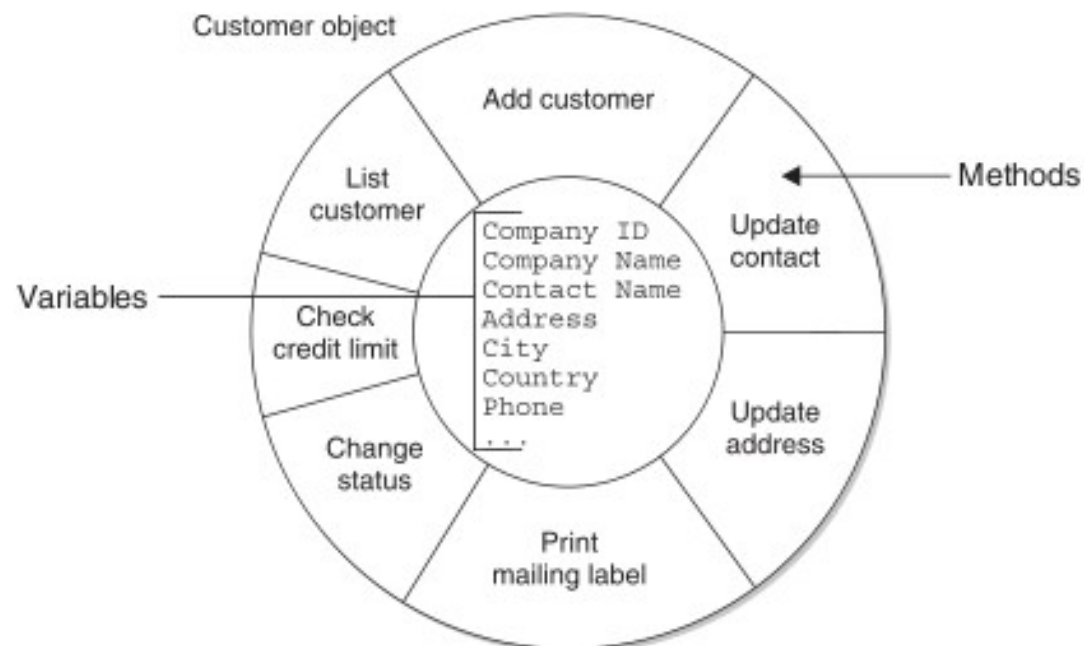 Customer object
Add customer
List
customer
Methods
Update
contact
Company ID
Company Name
Contact Name
Address
City
Country
Phone
...
Variables
Check
credit limit
Update
address
Change
status
Print
mailing label